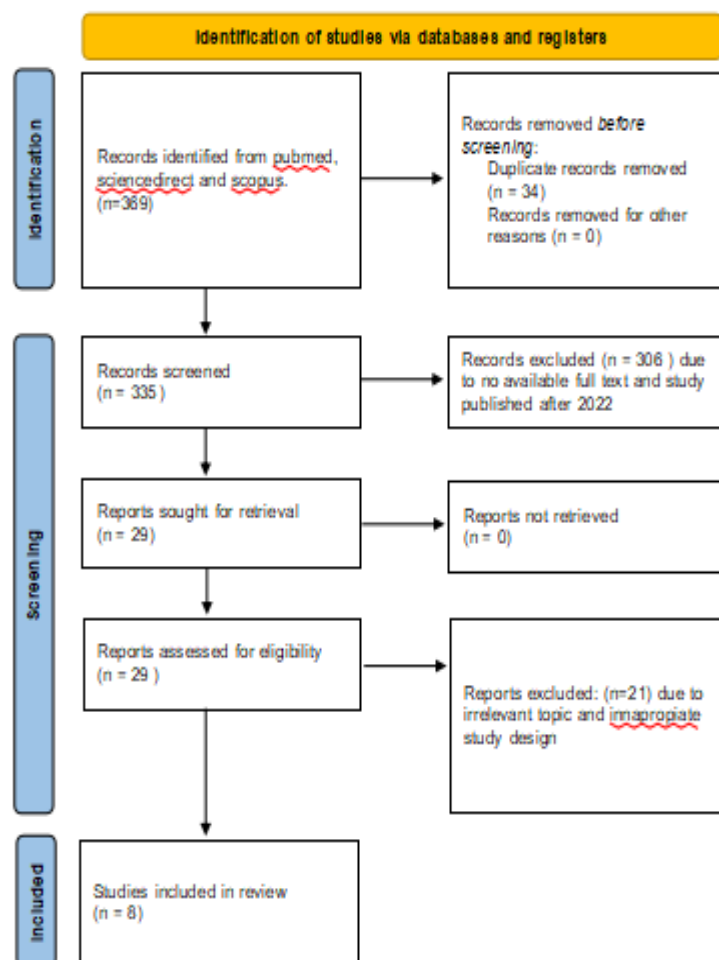 Identification of studies via databases and registers
Identification
Records identified from pubmed,
sciencedirect and scopus.
(n=369)
Records removed before
screening:
Duplicate records removed
(n = 34)
Records removed for other
reasons (n = 0)
Screening
Records screened
(n = 335 )
Records excluded (n = 306 ) due
to no available full text and study
published after 2022
Reports sought for retrieval
(n = 29)
Reports not retrieved
(n = 0)
Reports assessed for eligibility
(n = 29 )
Reports excluded: (n=21) due to
irrelevant topic and innapropiate
study design
Included
Studies included in review
(n = 8)